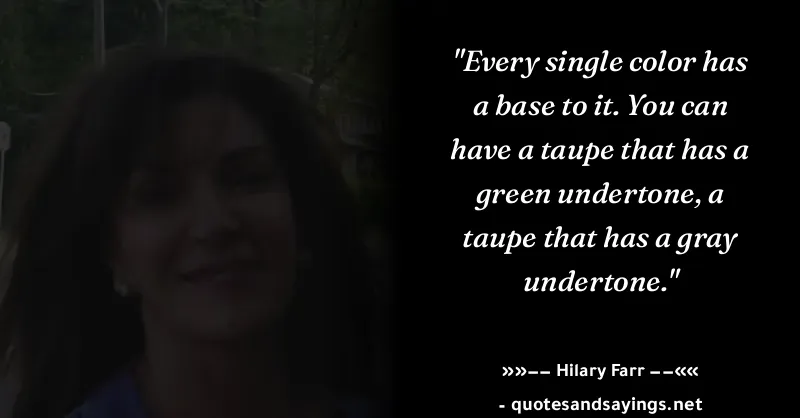 "Every single color has
a base to it. You can
have a taupe that has a
green undertone, a
taupe that has a gray
undertone."
»»–– Hilary Farr ––««
- quotesandsayings.net